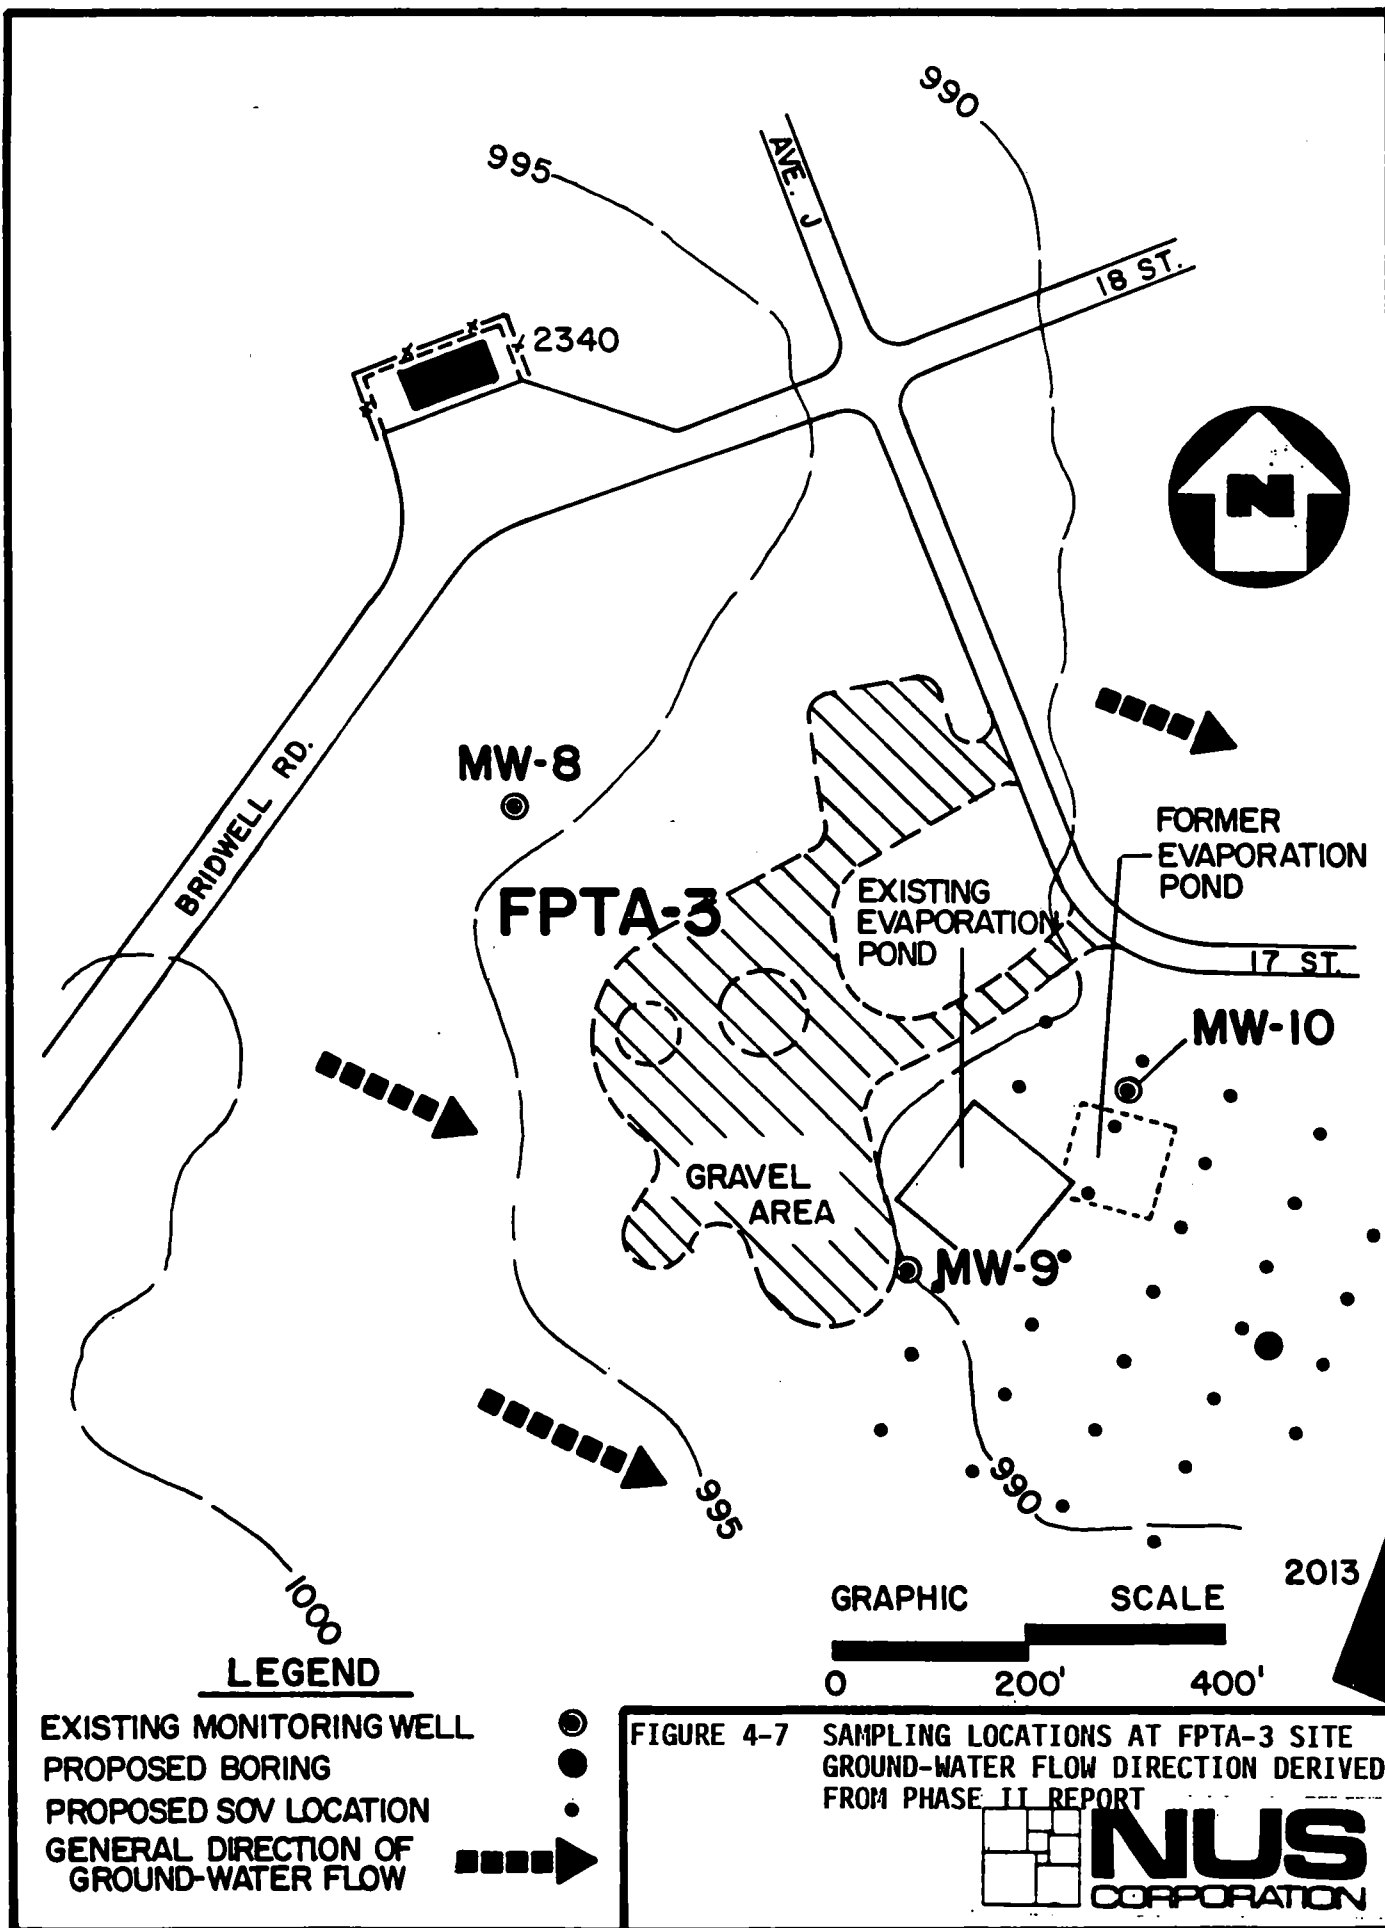 990
995
AVE. J
18 ST.
2340
N
MW-8
BRIDWELL RD.
FORMER
EVAPORATION
POND
FPTA-3
EXISTING
EVAPORATION
POND
17 ST.
MW-10
GRAVEL
AREA
MW-9
990
995
1000
2013
GRAPHIC SCALE
0 200' 400'
LEGEND
EXISTING MONITORING WELL
PROPOSED BORING
PROPOSED SOV LOCATION
GENERAL DIRECTION OF
GROUND-WATER FLOW
FIGURE 4-7 SAMPLING LOCATIONS AT FPTA-3 SITE
GROUND-WATER FLOW DIRECTION DERIVED
FROM PHASE II REPORT
NUS
CORPORATION